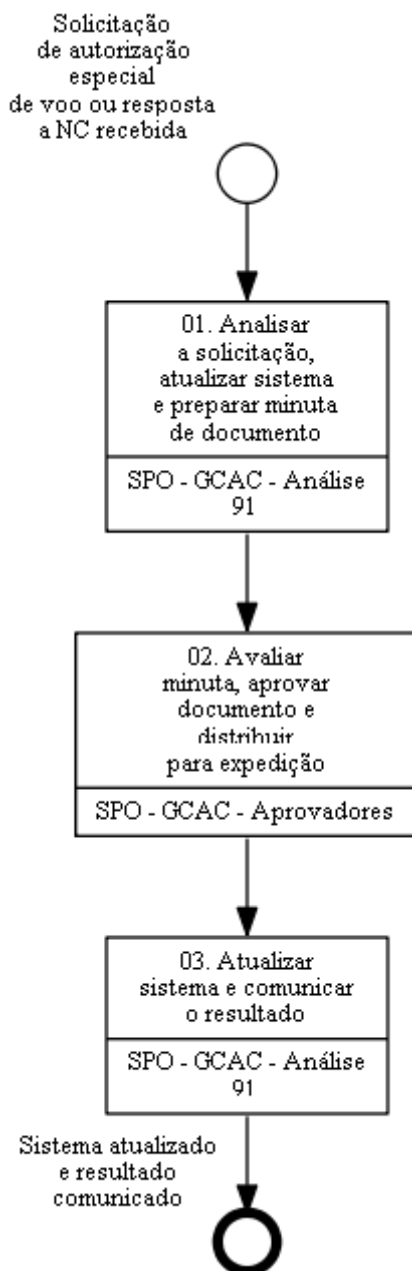 Solicitação
de autorização
especial
de voo ou resposta
a NC recebida
01. Analisar
a solicitação,
atualizar sistema
e preparar minuta
de documento
SPO - GCAC - Análise
91
02. Avaliar
minuta, aprovar
documento e
distribuir
para expedição
SPO - GCAC - Aprovadores
03. Atualizar
sistema e comunicar
o resultado
SPO - GCAC - Análise
91
Sistema atualizado
e resultado
comunicado